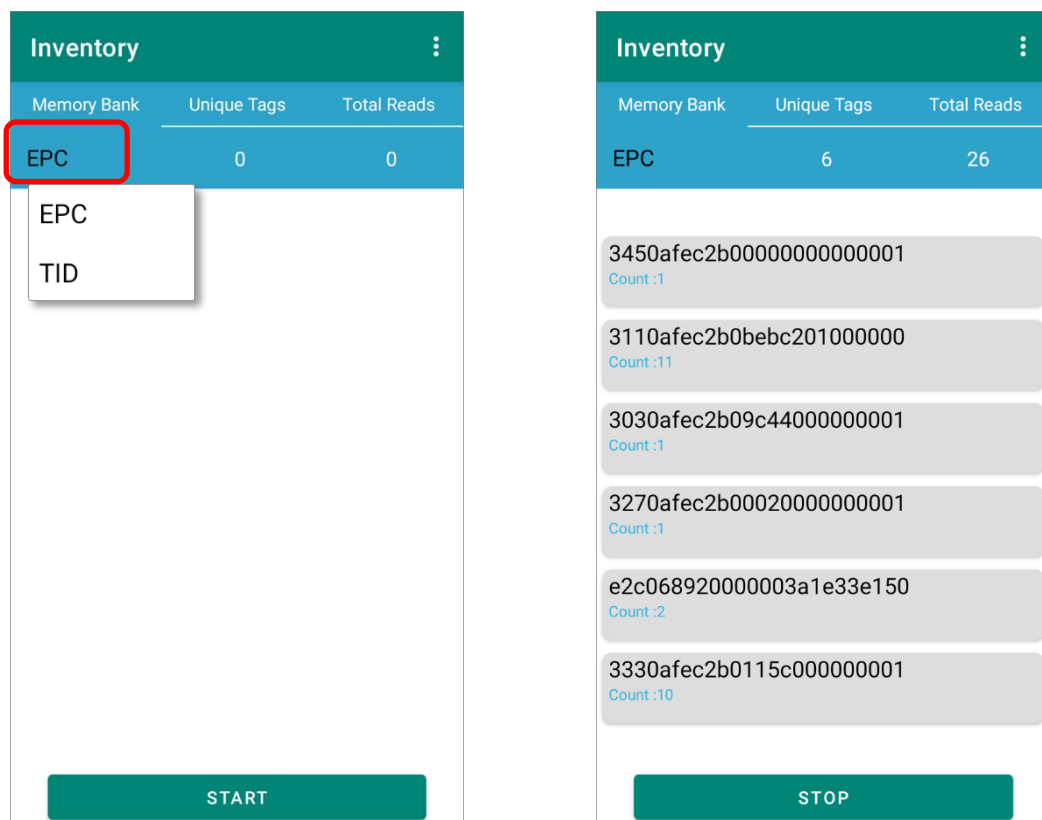 Inventory
Memory Bank Unique Tags Total Reads
EPC 0 0
EPC
TID
START
Inventory
Memory Bank Unique Tags Total Reads
EPC 6 26
3450afec2b00000000000001
Count :1
3110afec2b0bebc201000000
Count :11
3030afec2b09c44000000001
Count :1
3270afec2b00020000000001
Count :1
e2c068920000003a1e33e150
Count :2
3330afec2b0115c000000001
Count :10
STOP